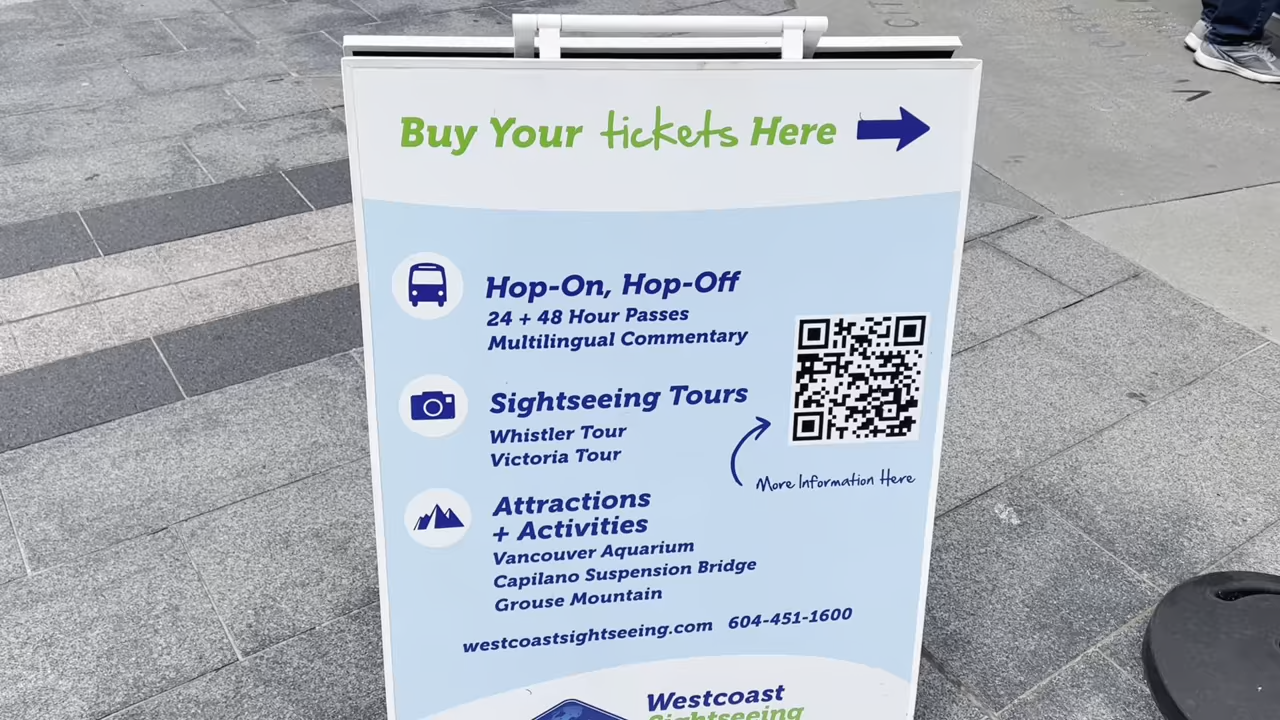 Buy Your tickets Here
Hop-On, Hop-Off
24 + 48 Hour Passes
Multilingual Commentary
Sightseeing Tours
Whistler Tour
Victoria Tour
More Information Here
Attractions
+ Activities
Vancouver Aquarium
Capilano Suspension Bridge
Grouse Mountain
westcoastsightseeing.com 604-451-1600
Westcoast
Sightseeing